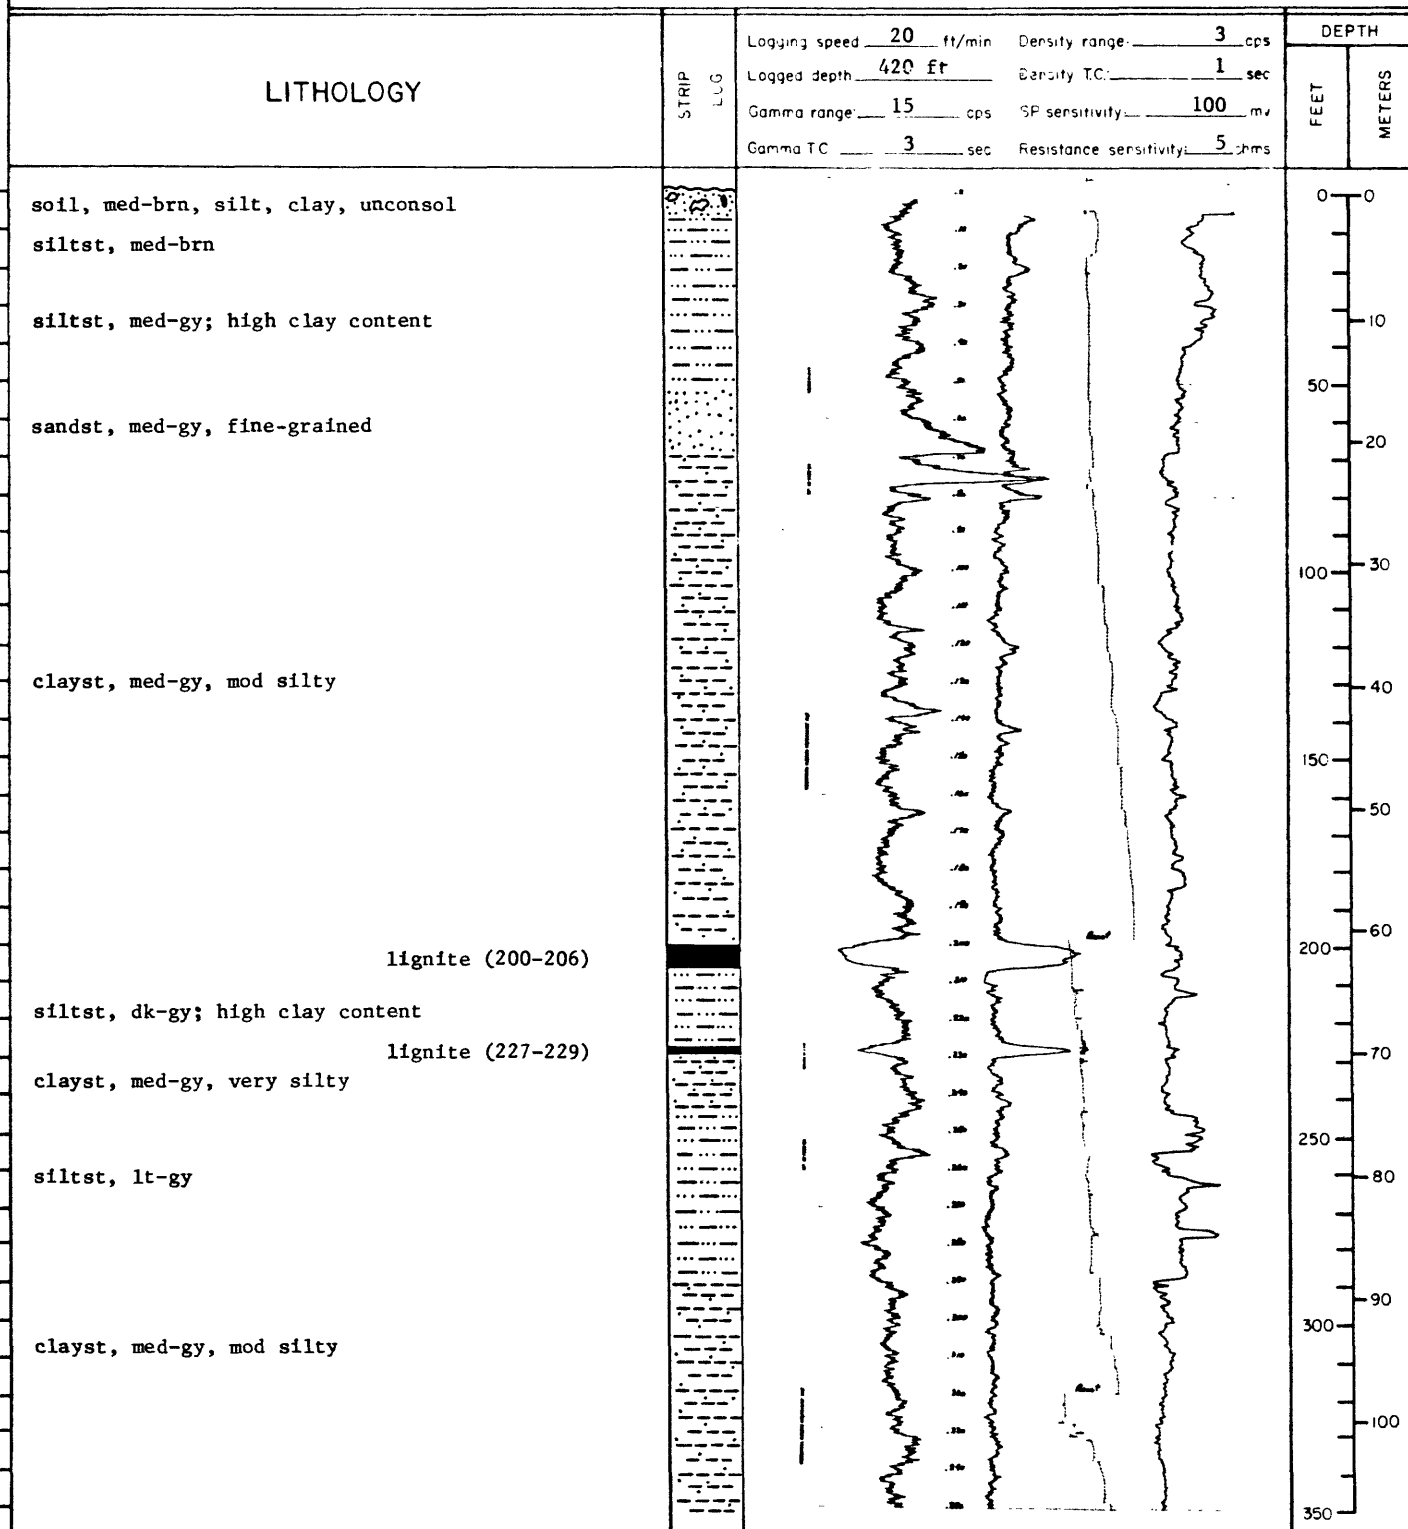 LITHOLOGY
STRIP LOG
Logging speed 20 ft/min
Density range: 3 cps
Logged depth 420 ft
Density T.C.: 1 sec
Gamma range: 15 cps
SP sensitivity: 100 mv
Gamma TC 3 sec
Resistance sensitivity: 5 ohms
DEPTH
FEET
METERS
soil, med-brn, silt, clay, unconsol
siltst, med-brn
siltst, med-gy; high clay content
sandst, med-gy, fine-grained
clayst, med-gy, mod silty
lignite (200-206)
siltst, dk-gy; high clay content
lignite (227-229)
clayst, med-gy, very silty
siltst, lt-gy
clayst, med-gy, mod silty
0 0
10
50
20
100
30
40
150
50
60
200
70
250
80
90
300
100
350